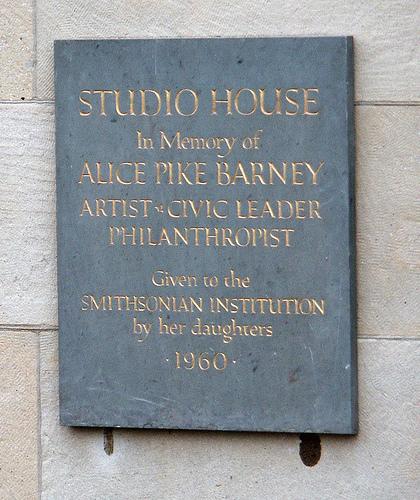 STUDIO HOUSE
In Memory of
ALICE PIKE BARNEY
ARTIST · CIVIC LEADER
PHILANTHROPIST
Given to the
SMITHSONIAN INSTITUTION
by her daughters
· 1960 ·